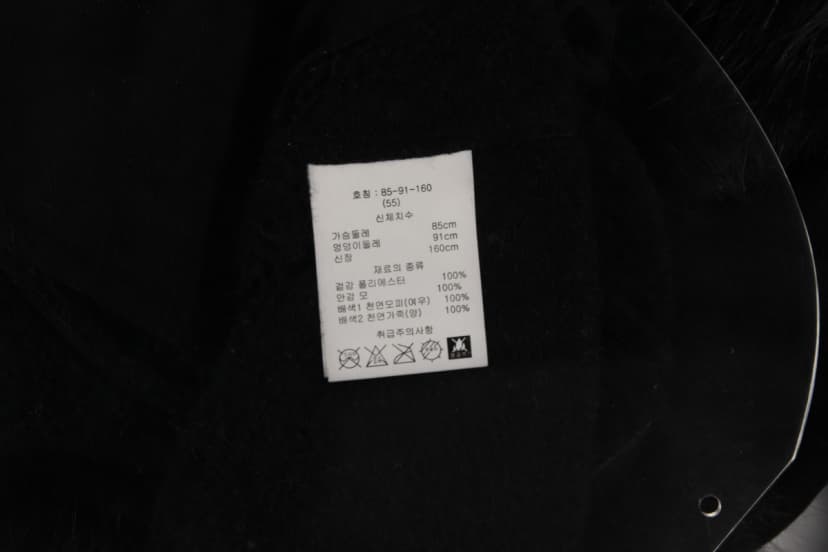 호칭 : 85-91-160
(55)
신체치수
가슴둘레 85cm
엉덩이둘레 91cm
신장 160cm
재료의 종류
겉감 폴리에스터 100%
안감 모 100%
배색1 천연모피(여우) 100%
배색2 천연가죽(양) 100%
취급주의사항